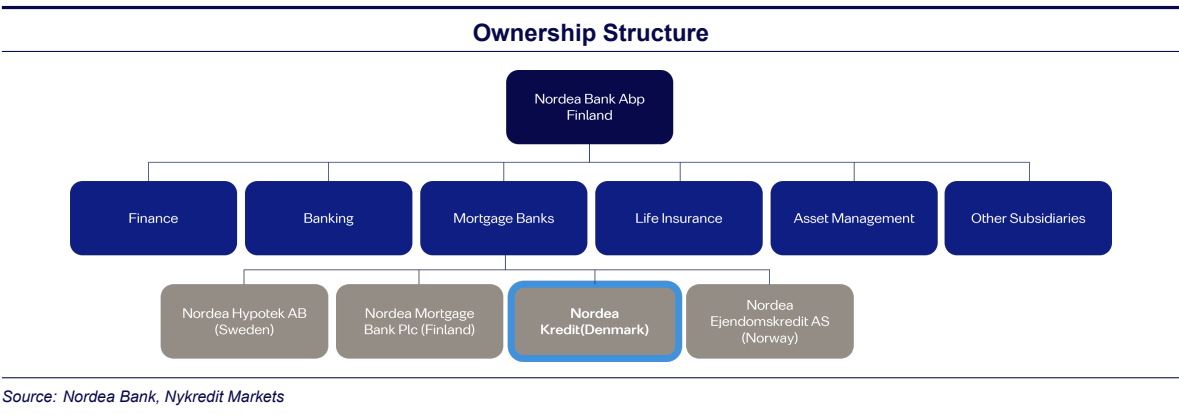 Ownership Structure
Nordea Bank Abp
Finland
Finance
Banking
Mortgage Banks
Life Insurance
Asset Management
Other Subsidiaries
Nordea Hypotek AB
(Sweden)
Nordea Mortgage
Bank Plc (Finland)
Nordea
Kredit(Denmark)
Nordea
Ejendomskredit AS
(Norway)
Source: Nordea Bank, Nykredit Markets